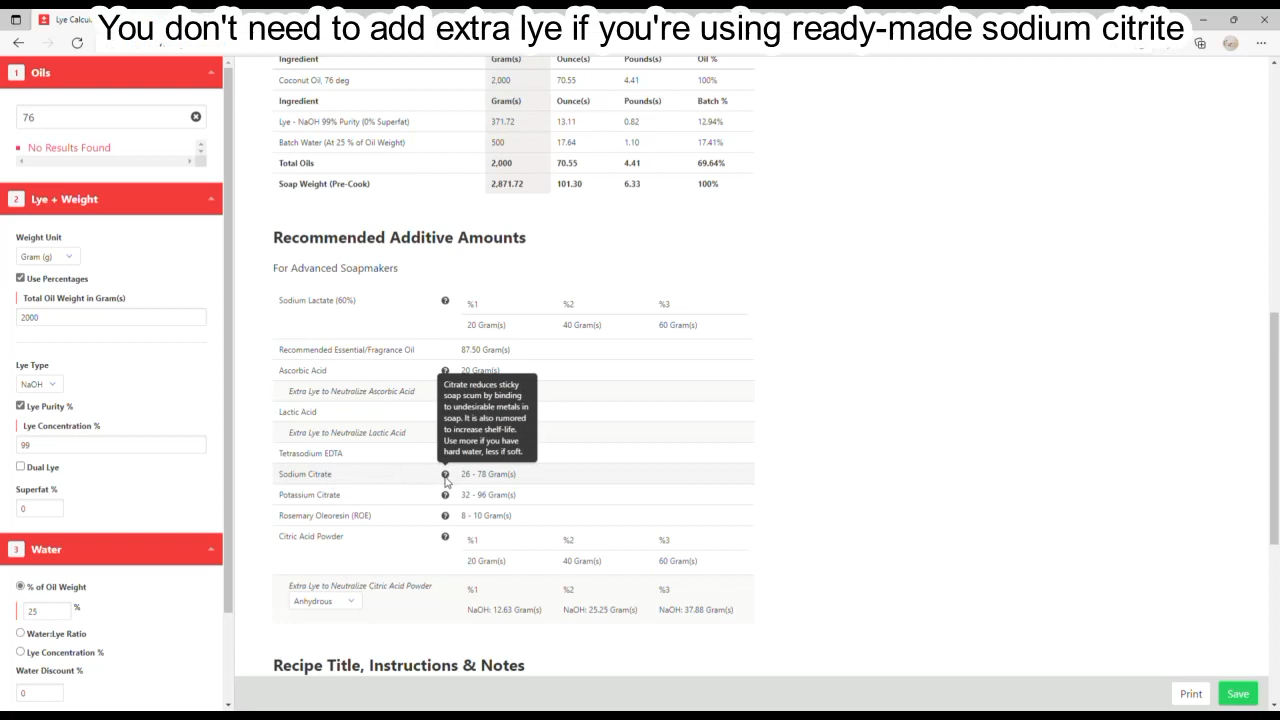 You don't need to add extra lye if you're using ready-made sodium citrite
Lye Calcu
1 Oils
76
No Results Found
2 Lye + Weight
Weight Unit
Gram (g)
Use Percentages
Total Oil Weight in Gram(s)
2000
Lye Type
NaOH
Lye Purity %
Lye Concentration %
99
Dual Lye
Superfat %
0
3 Water
% of Oil Weight
25 %
Water:Lye Ratio
Lye Concentration %
Water Discount %
0
Ingredient Gram(s) Ounce(s) Pounds(s) Oil %
Coconut Oil, 76 deg 2,000 70.55 4.41 100%
Ingredient Gram(s) Ounce(s) Pounds(s) Batch %
Lye - NaOH 99% Purity (0% Superfat) 371.72 13.11 0.82 12.94%
Batch Water (At 25 % of Oil Weight) 500 17.64 1.10 17.41%
Total Oils 2,000 70.55 4.41 69.64%
Soap Weight (Pre-Cook) 2,871.72 101.30 6.33 100%
Recommended Additive Amounts
For Advanced Soapmakers
Sodium Lactate (60%) %1 %2 %3
20 Gram(s) 40 Gram(s) 60 Gram(s)
Recommended Essential/Fragrance Oil 87.50 Gram(s)
Ascorbic Acid 20 Gram(s)
Extra Lye to Neutralize Ascorbic Acid
Lactic Acid
Extra Lye to Neutralize Lactic Acid
Tetrasodium EDTA
Citrate reduces sticky
soap scum by binding
to undesirable metals in
soap. It is also rumored
to increase shelf-life.
Use more if you have
hard water, less if soft.
Sodium Citrate 26 - 78 Gram(s)
Potassium Citrate 32 - 96 Gram(s)
Rosemary Oleoresin (ROE) 8 - 10 Gram(s)
Citric Acid Powder %1 %2 %3
20 Gram(s) 40 Gram(s) 60 Gram(s)
Extra Lye to Neutralize Citric Acid Powder %1 %2 %3
Anhydrous NaOH: 12.63 Gram(s) NaOH: 25.25 Gram(s) NaOH: 37.88 Gram(s)
Recipe Title, Instructions & Notes
Print Save